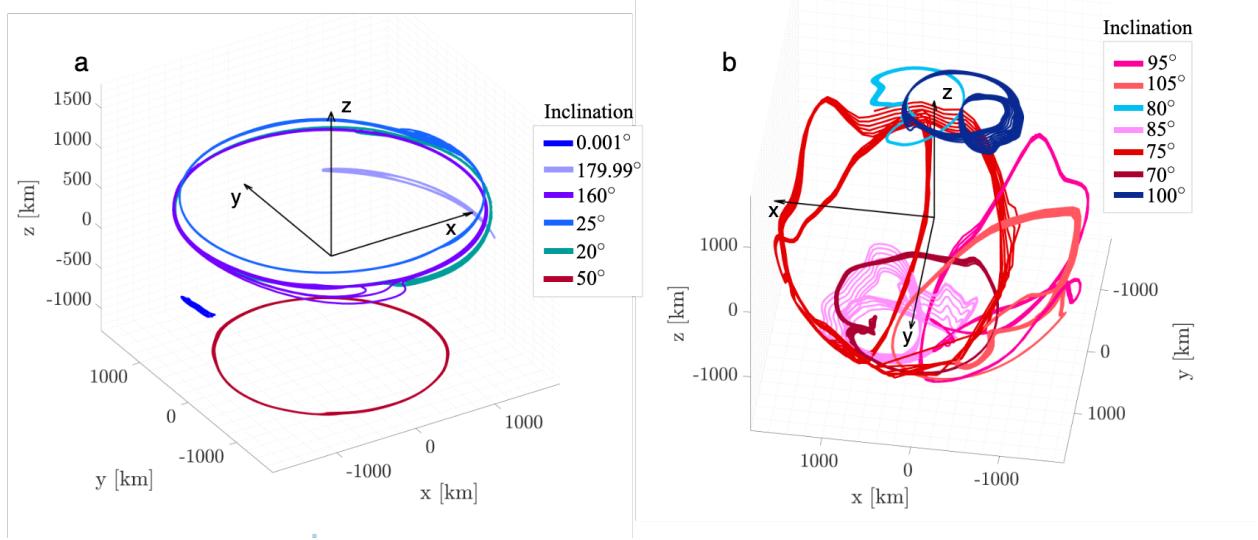 a
1500
1000
500
0
-500
-1000
z [km]
z
y
x
1000
0
-1000
y [km]
-1000
0
1000
x [km]
Inclination
0.001°
179.99°
160°
25°
20°
50°
b
z
x
y
1000
0
-1000
z [km]
1000
0
-1000
x [km]
-1000
0
1000
y [km]
Inclination
95°
105°
80°
85°
75°
70°
100°